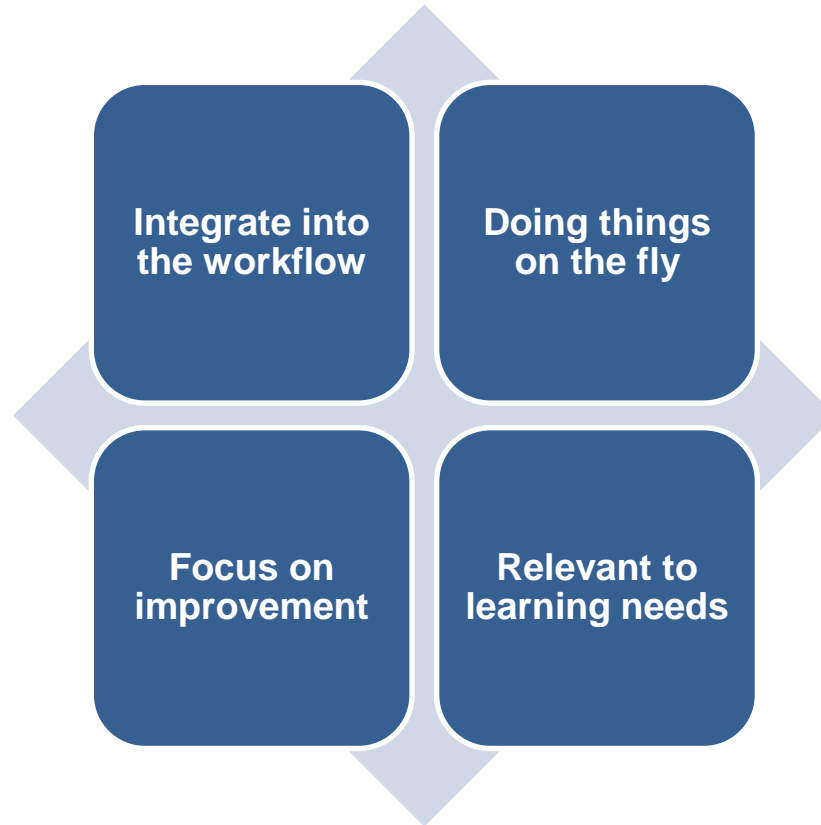 Integrate into
the workflow
Doing things
on the fly
Focus on
improvement
Relevant to
learning needs